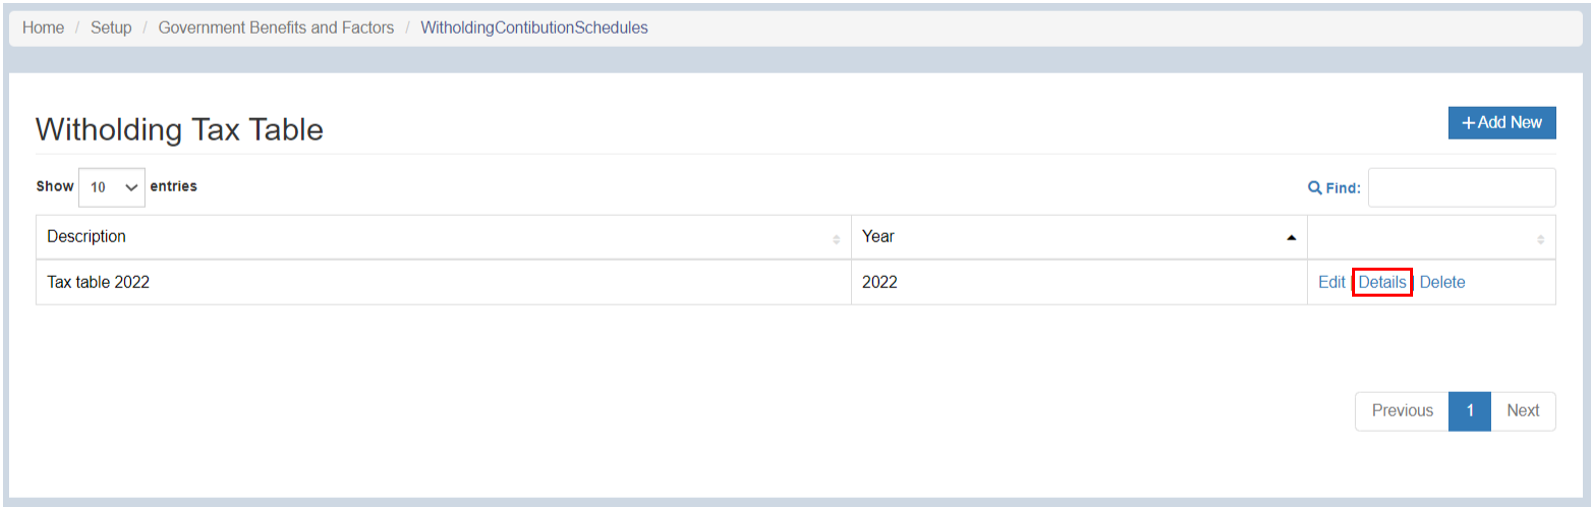 Home / Setup / Government Benefits and Factors / WitholdingContibutionSchedules
Witholding Tax Table
+Add New
Show 10 entries
Find:
Description Year
Tax table 2022 2022 Edit | Details | Delete
Previous 1 Next